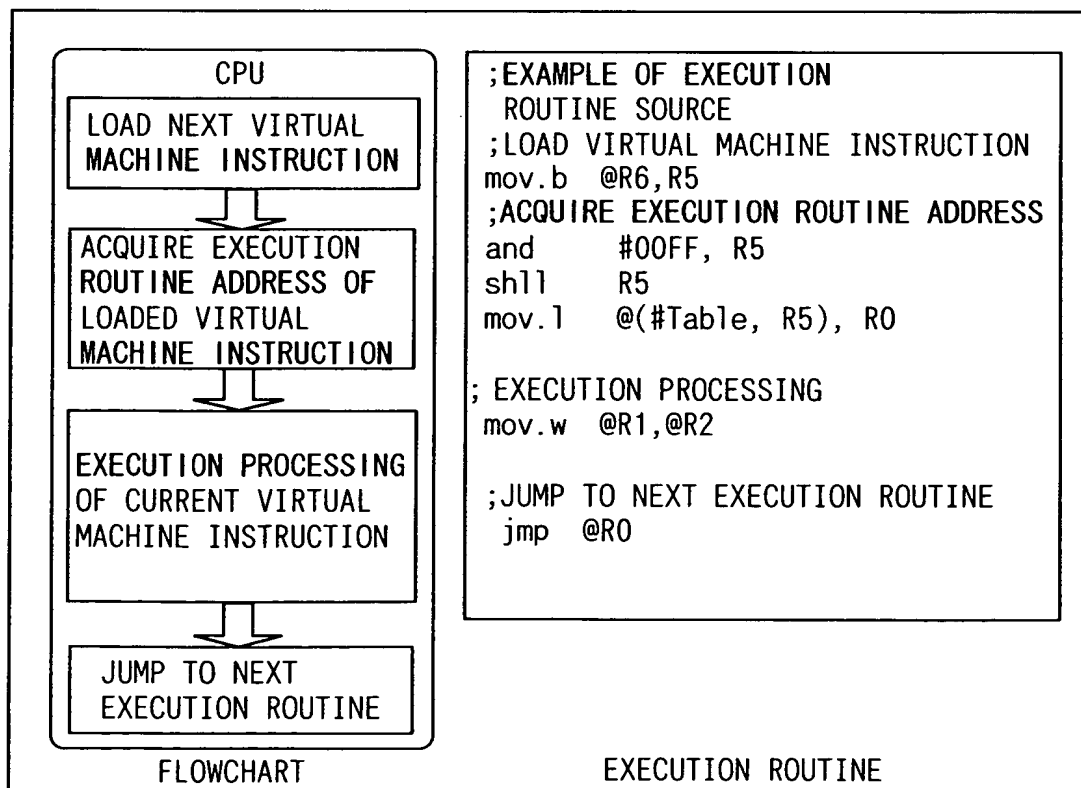 CPU
LOAD NEXT VIRTUAL
MACHINE INSTRUCTION
ACQUIRE EXECUTION
ROUTINE ADDRESS OF
LOADED VIRTUAL
MACHINE INSTRUCTION
EXECUTION PROCESSING
OF CURRENT VIRTUAL
MACHINE INSTRUCTION
JUMP TO NEXT
EXECUTION ROUTINE
FLOWCHART
;EXAMPLE OF EXECUTION
ROUTINE SOURCE
;LOAD VIRTUAL MACHINE INSTRUCTION
mov.b @R6,R5
;ACQUIRE EXECUTION ROUTINE ADDRESS
and #00FF, R5
shll R5
mov.l @(#Table, R5), R0
; EXECUTION PROCESSING
mov.w @R1,@R2
;JUMP TO NEXT EXECUTION ROUTINE
jmp @R0
EXECUTION ROUTINE